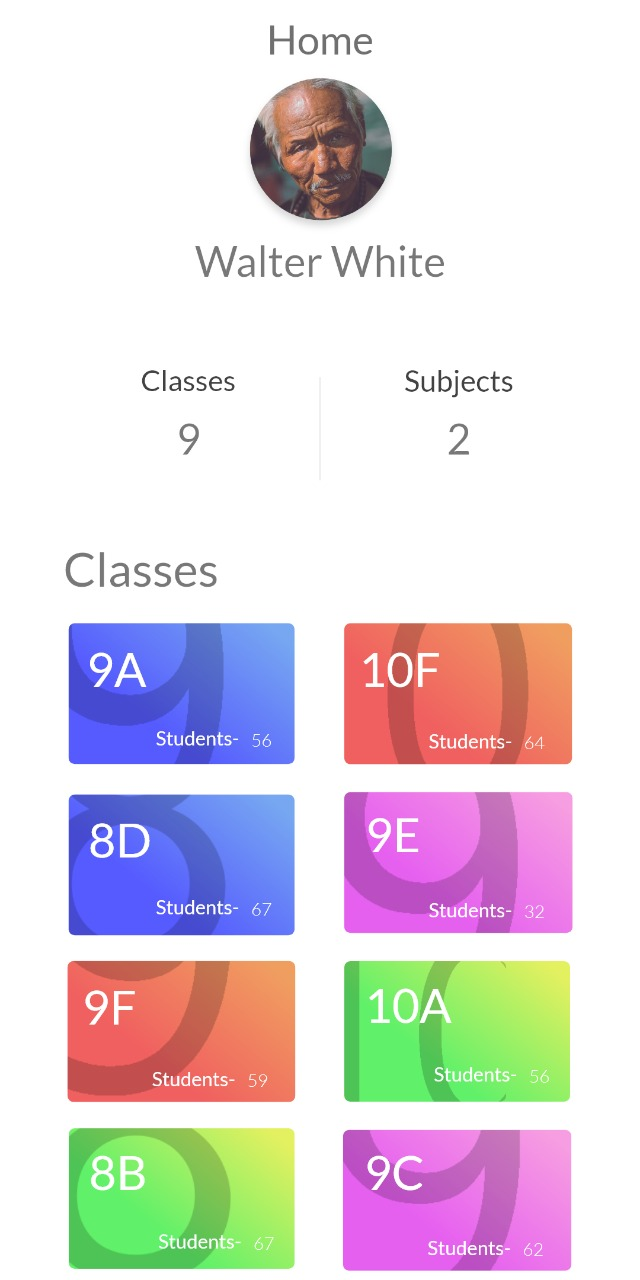 Home
Walter White
Classes Subjects
9 2
Classes
9A
Students- 56
10F
Students- 64
8D
Students- 67
9E
Students- 32
9F
Students- 59
10A
Students- 56
8B
Students- 67
9C
Students- 62